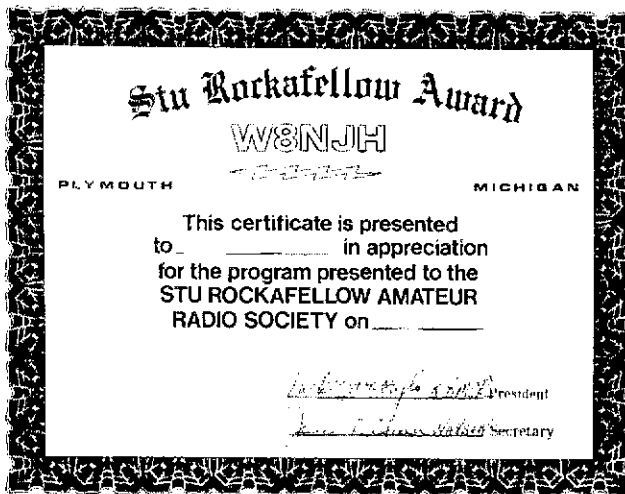 Stu Rockafellow Award
W8NJH
PLYMOUTH MICHIGAN
This certificate is presented
to in appreciation
for the program presented to the
STU ROCKAFELLOW AMATEUR
RADIO SOCIETY on
President
Secretary